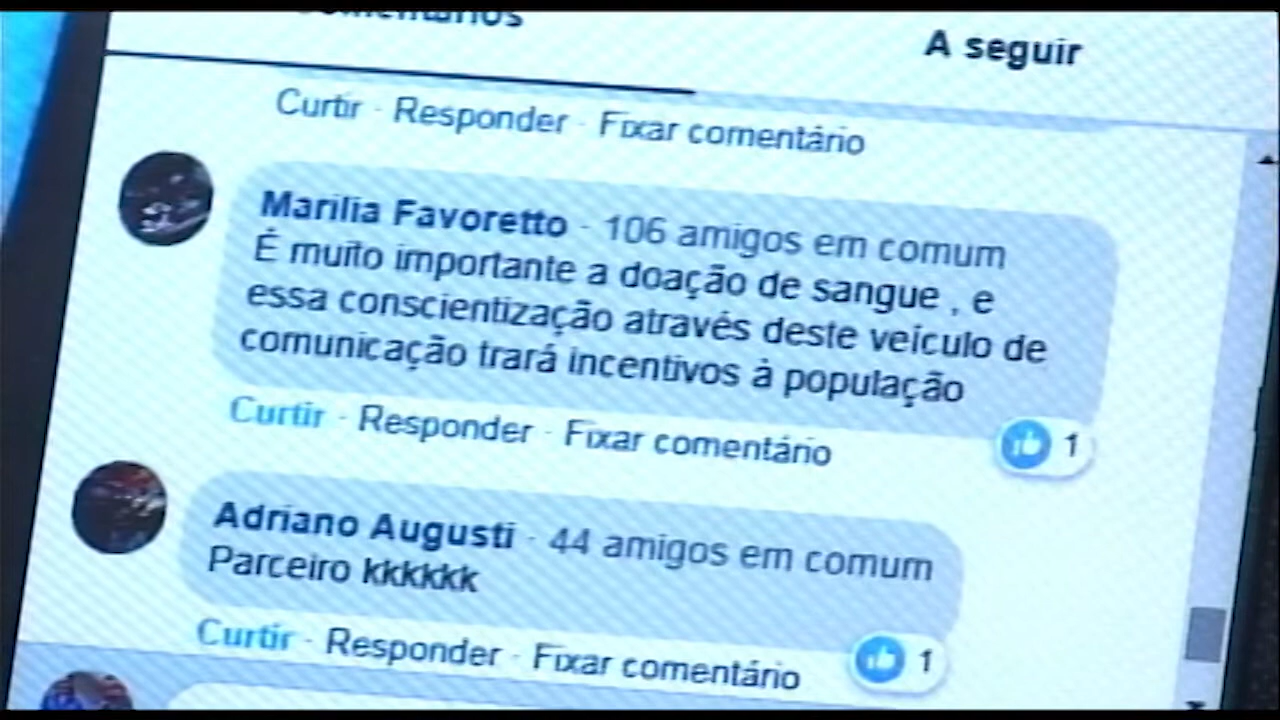 Comentários
A seguir
Curtir · Responder · Fixar comentário
Marilia Favoretto · 106 amigos em comum
É muito importante a doação de sangue , e
essa conscientização através deste veículo de
comunicação trará incentivos à população
Curtir · Responder · Fixar comentário
1
Adriano Augusti · 44 amigos em comum
Parceiro kkkkkk
Curtir · Responder · Fixar comentário
1